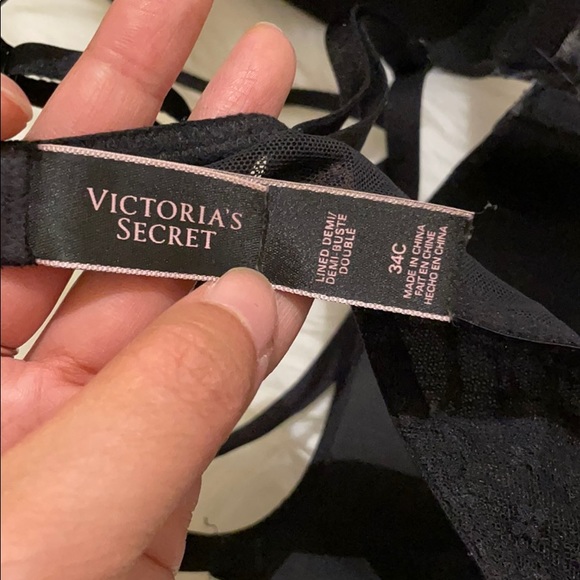 VICTORIA'S
SECRET
LINED DEMI/
DEMI-BUSTE
DOUBLÉ
34C
MADE IN CHINA
FAIT EN CHINE
HECHO EN CHINA